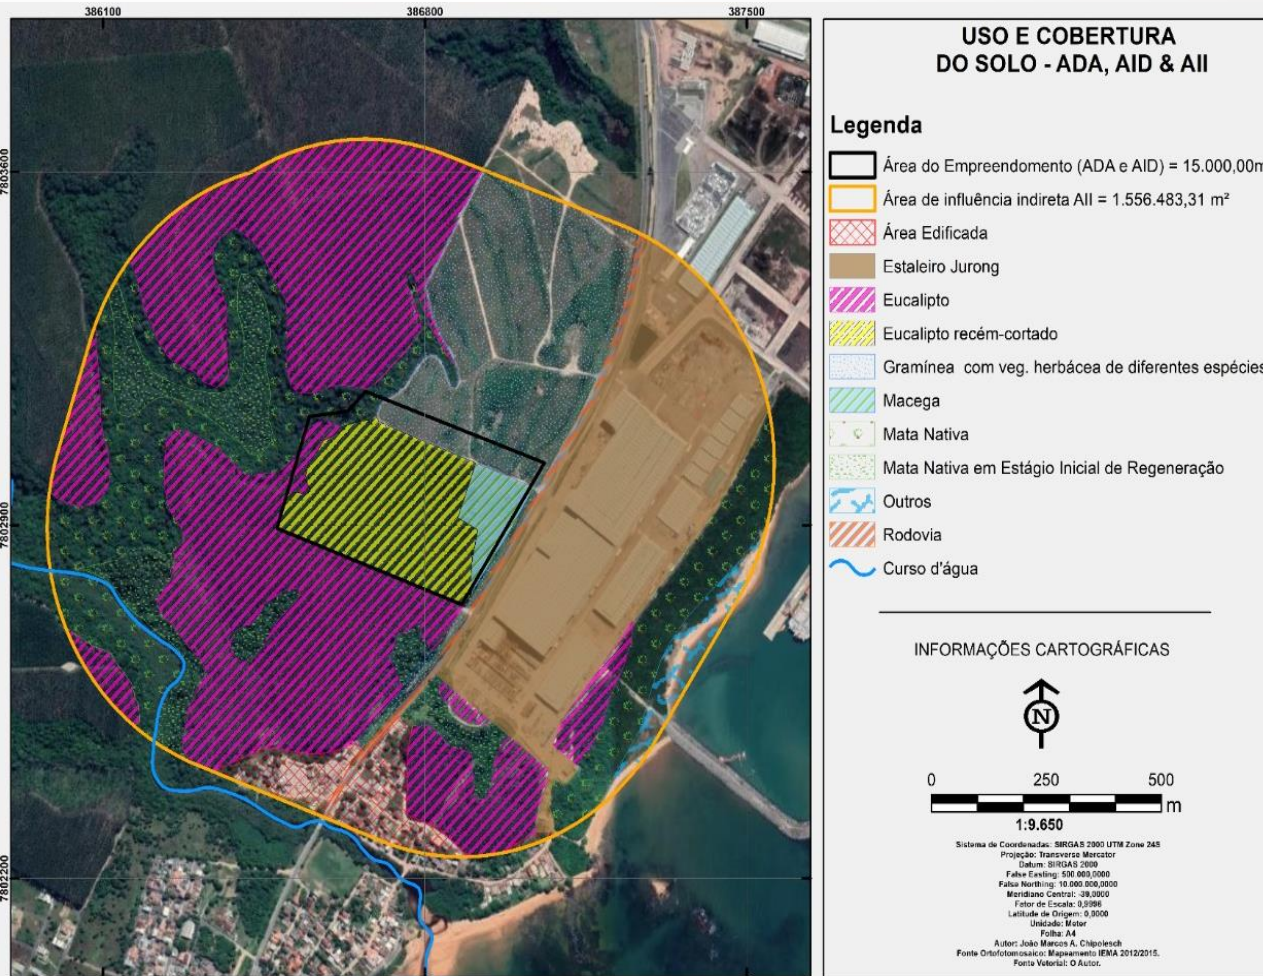 386100
386800
387500
7803600
7802900
7802200
USO E COBERTURA
DO SOLO - ADA, AID & AII
Legenda
Área do Empreendomento (ADA e AID) = 15.000,00m
Área de influência indireta AII = 1.556.483,31 m²
Área Edificada
Estaleiro Jurong
Eucalipto
Eucalipto recém-cortado
Gramínea com veg. herbácea de diferentes espécies
Macega
Mata Nativa
Mata Nativa em Estágio Inicial de Regeneração
Outros
Rodovia
Curso d'água
INFORMAÇÕES CARTOGRÁFICAS
N
0 250 500
m
1:9.650
Sistema de Coordenadas: SIRGAS 2000 UTM Zone 24S
Projeção: Transverse Mercator
Datum: SIRGAS 2000
False Easting: 500.000,0000
False Northing: 10.000.000,0000
Meridiano Central: -39,0000
Fator de Escala: 0,9996
Latitude de Origem: 0,0000
Unidade: Meter
Folha: A4
Autor: João Marcos A. Chipolesch
Fonte Ortofotomosaico: Mapeamento IEMA 2012/2015.
Fonte Vetorial: O Autor.